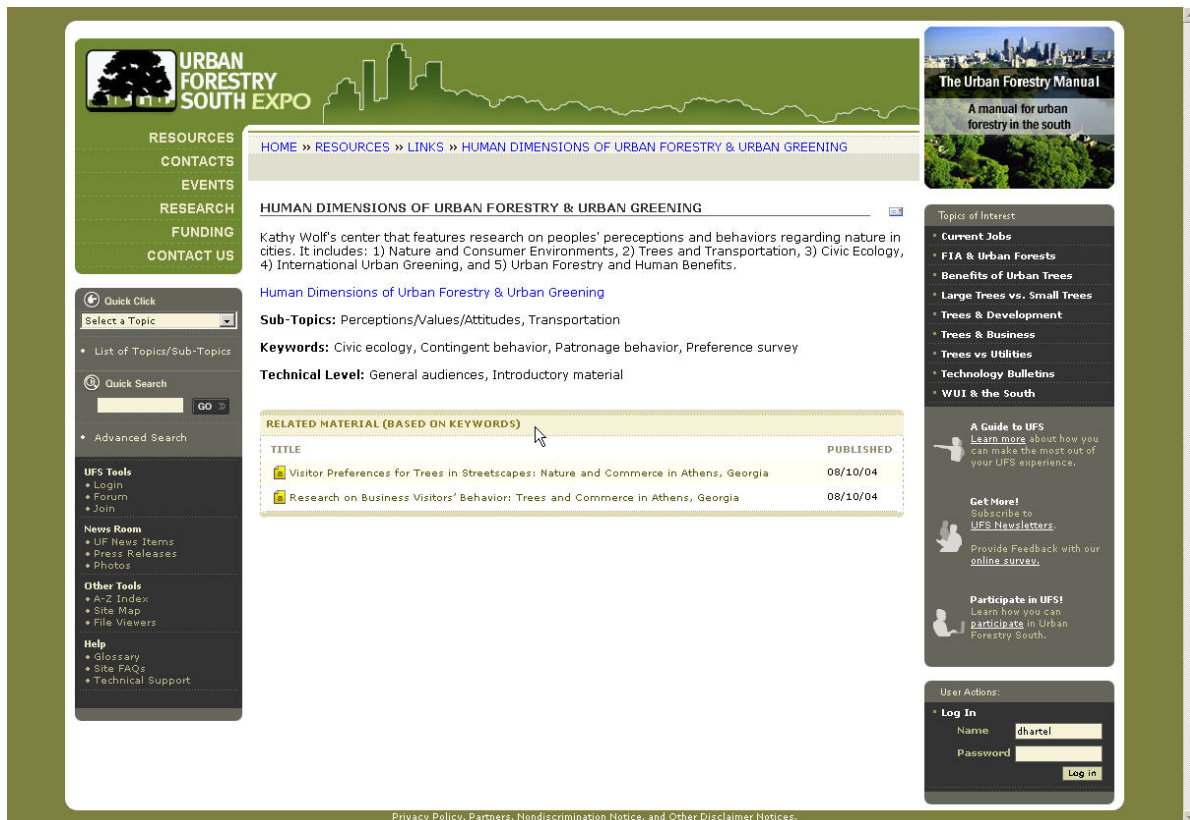 URBAN
FORESTRY
SOUTH EXPO
RESOURCES
CONTACTS
EVENTS
RESEARCH
FUNDING
CONTACT US
Quick Click
Select a Topic
List of Topics/Sub-Topics
Quick Search
GO
Advanced Search
UFS Tools
Login
Forum
Join
News Room
UF News Items
Press Releases
Photos
Other Tools
A-Z Index
Site Map
File Viewers
Help
Glossary
Site FAQs
Technical Support
HOME » RESOURCES » LINKS » HUMAN DIMENSIONS OF URBAN FORESTRY & URBAN GREENING
HUMAN DIMENSIONS OF URBAN FORESTRY & URBAN GREENING
Kathy Wolf's center that features research on peoples' pereceptions and behaviors regarding nature in
cities. It includes: 1) Nature and Consumer Environments, 2) Trees and Transportation, 3) Civic Ecology,
4) International Urban Greening, and 5) Urban Forestry and Human Benefits.
Human Dimensions of Urban Forestry & Urban Greening
Sub-Topics: Perceptions/Values/Attitudes, Transportation
Keywords: Civic ecology, Contingent behavior, Patronage behavior, Preference survey
Technical Level: General audiences, Introductory material
RELATED MATERIAL (BASED ON KEYWORDS)
TITLE PUBLISHED
Visitor Preferences for Trees in Streetscapes: Nature and Commerce in Athens, Georgia 08/10/04
Research on Business Visitors' Behavior: Trees and Commerce in Athens, Georgia 08/10/04
The Urban Forestry Manual
A manual for urban
forestry in the south
Topics of Interest
Current Jobs
FIA & Urban Forests
Benefits of Urban Trees
Large Trees vs. Small Trees
Trees & Development
Trees & Business
Trees vs Utilities
Technology Bulletins
WUI & the South
A Guide to UFS
Learn more about how you
can make the most out of
your UFS experience.
Get More!
Subscribe to
UFS Newsletters.
Provide Feedback with our
online survey.
Participate in UFS!
Learn how you can
participate in Urban
Forestry South.
User Actions:
Log In
Name dhartel
Password
Log in
Privacy Policy, Partners, Nondiscrimination Notice, and Other Disclaimer Notices.